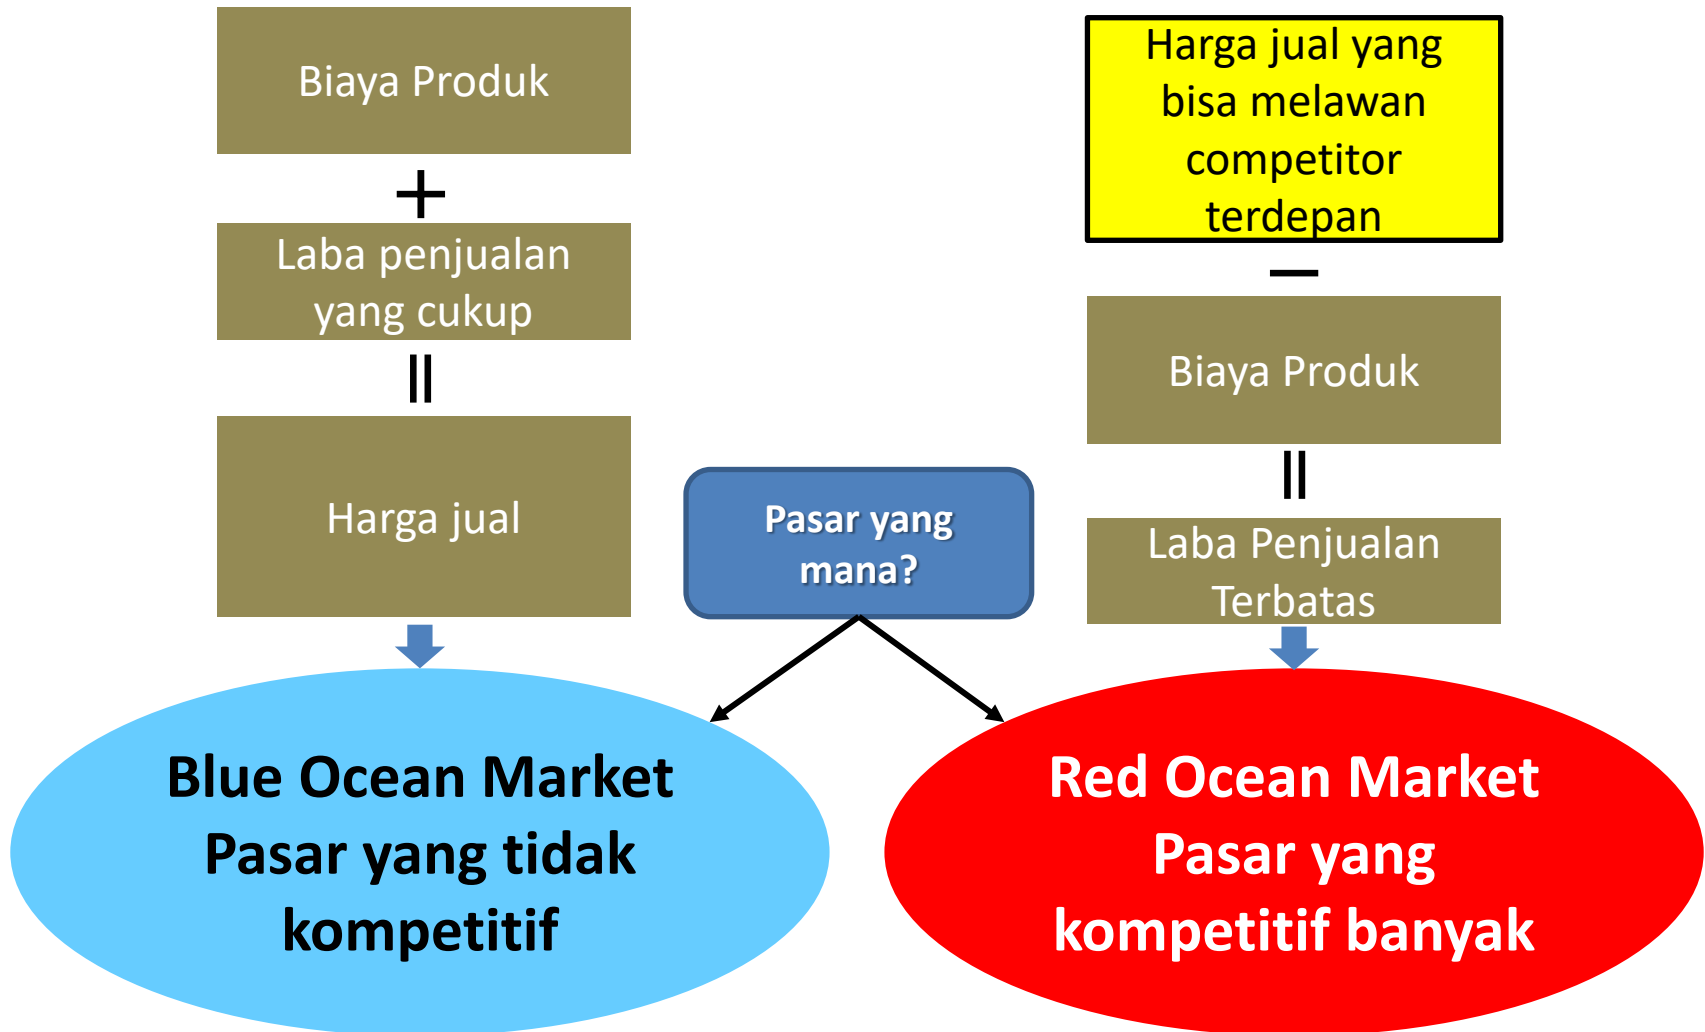 Biaya Produk
+
Laba penjualan
yang cukup
=
Harga jual
Blue Ocean Market
Pasar yang tidak
kompetitif
Pasar yang
mana?
Harga jual yang
bisa melawan
competitor
terdepan
–
Biaya Produk
=
Laba Penjualan
Terbatas
Red Ocean Market
Pasar yang
kompetitif banyak